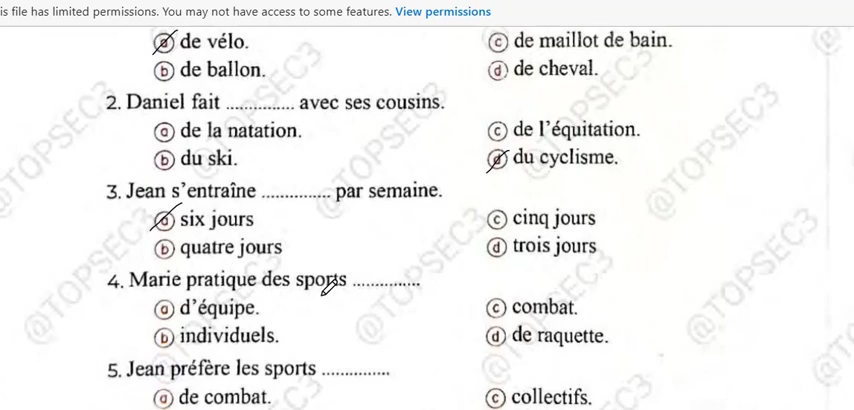 is file has limited permissions. You may not have access to some features. View permissions
ⓐ de vélo. ⓒ de maillot de bain.
ⓑ de ballon. ⓓ de cheval.
2. Daniel fait .............. avec ses cousins.
ⓐ de la natation. ⓒ de l'équitation.
ⓑ du ski. ⓓ du cyclisme.
3. Jean s'entraîne .............. par semaine.
ⓐ six jours ⓒ cinq jours
ⓑ quatre jours ⓓ trois jours
4. Marie pratique des sports ..............
ⓐ d'équipe. ⓒ combat.
ⓑ individuels. ⓓ de raquette.
5. Jean préfère les sports ..............
ⓐ de combat. ⓒ collectifs.
@TOPSEC3